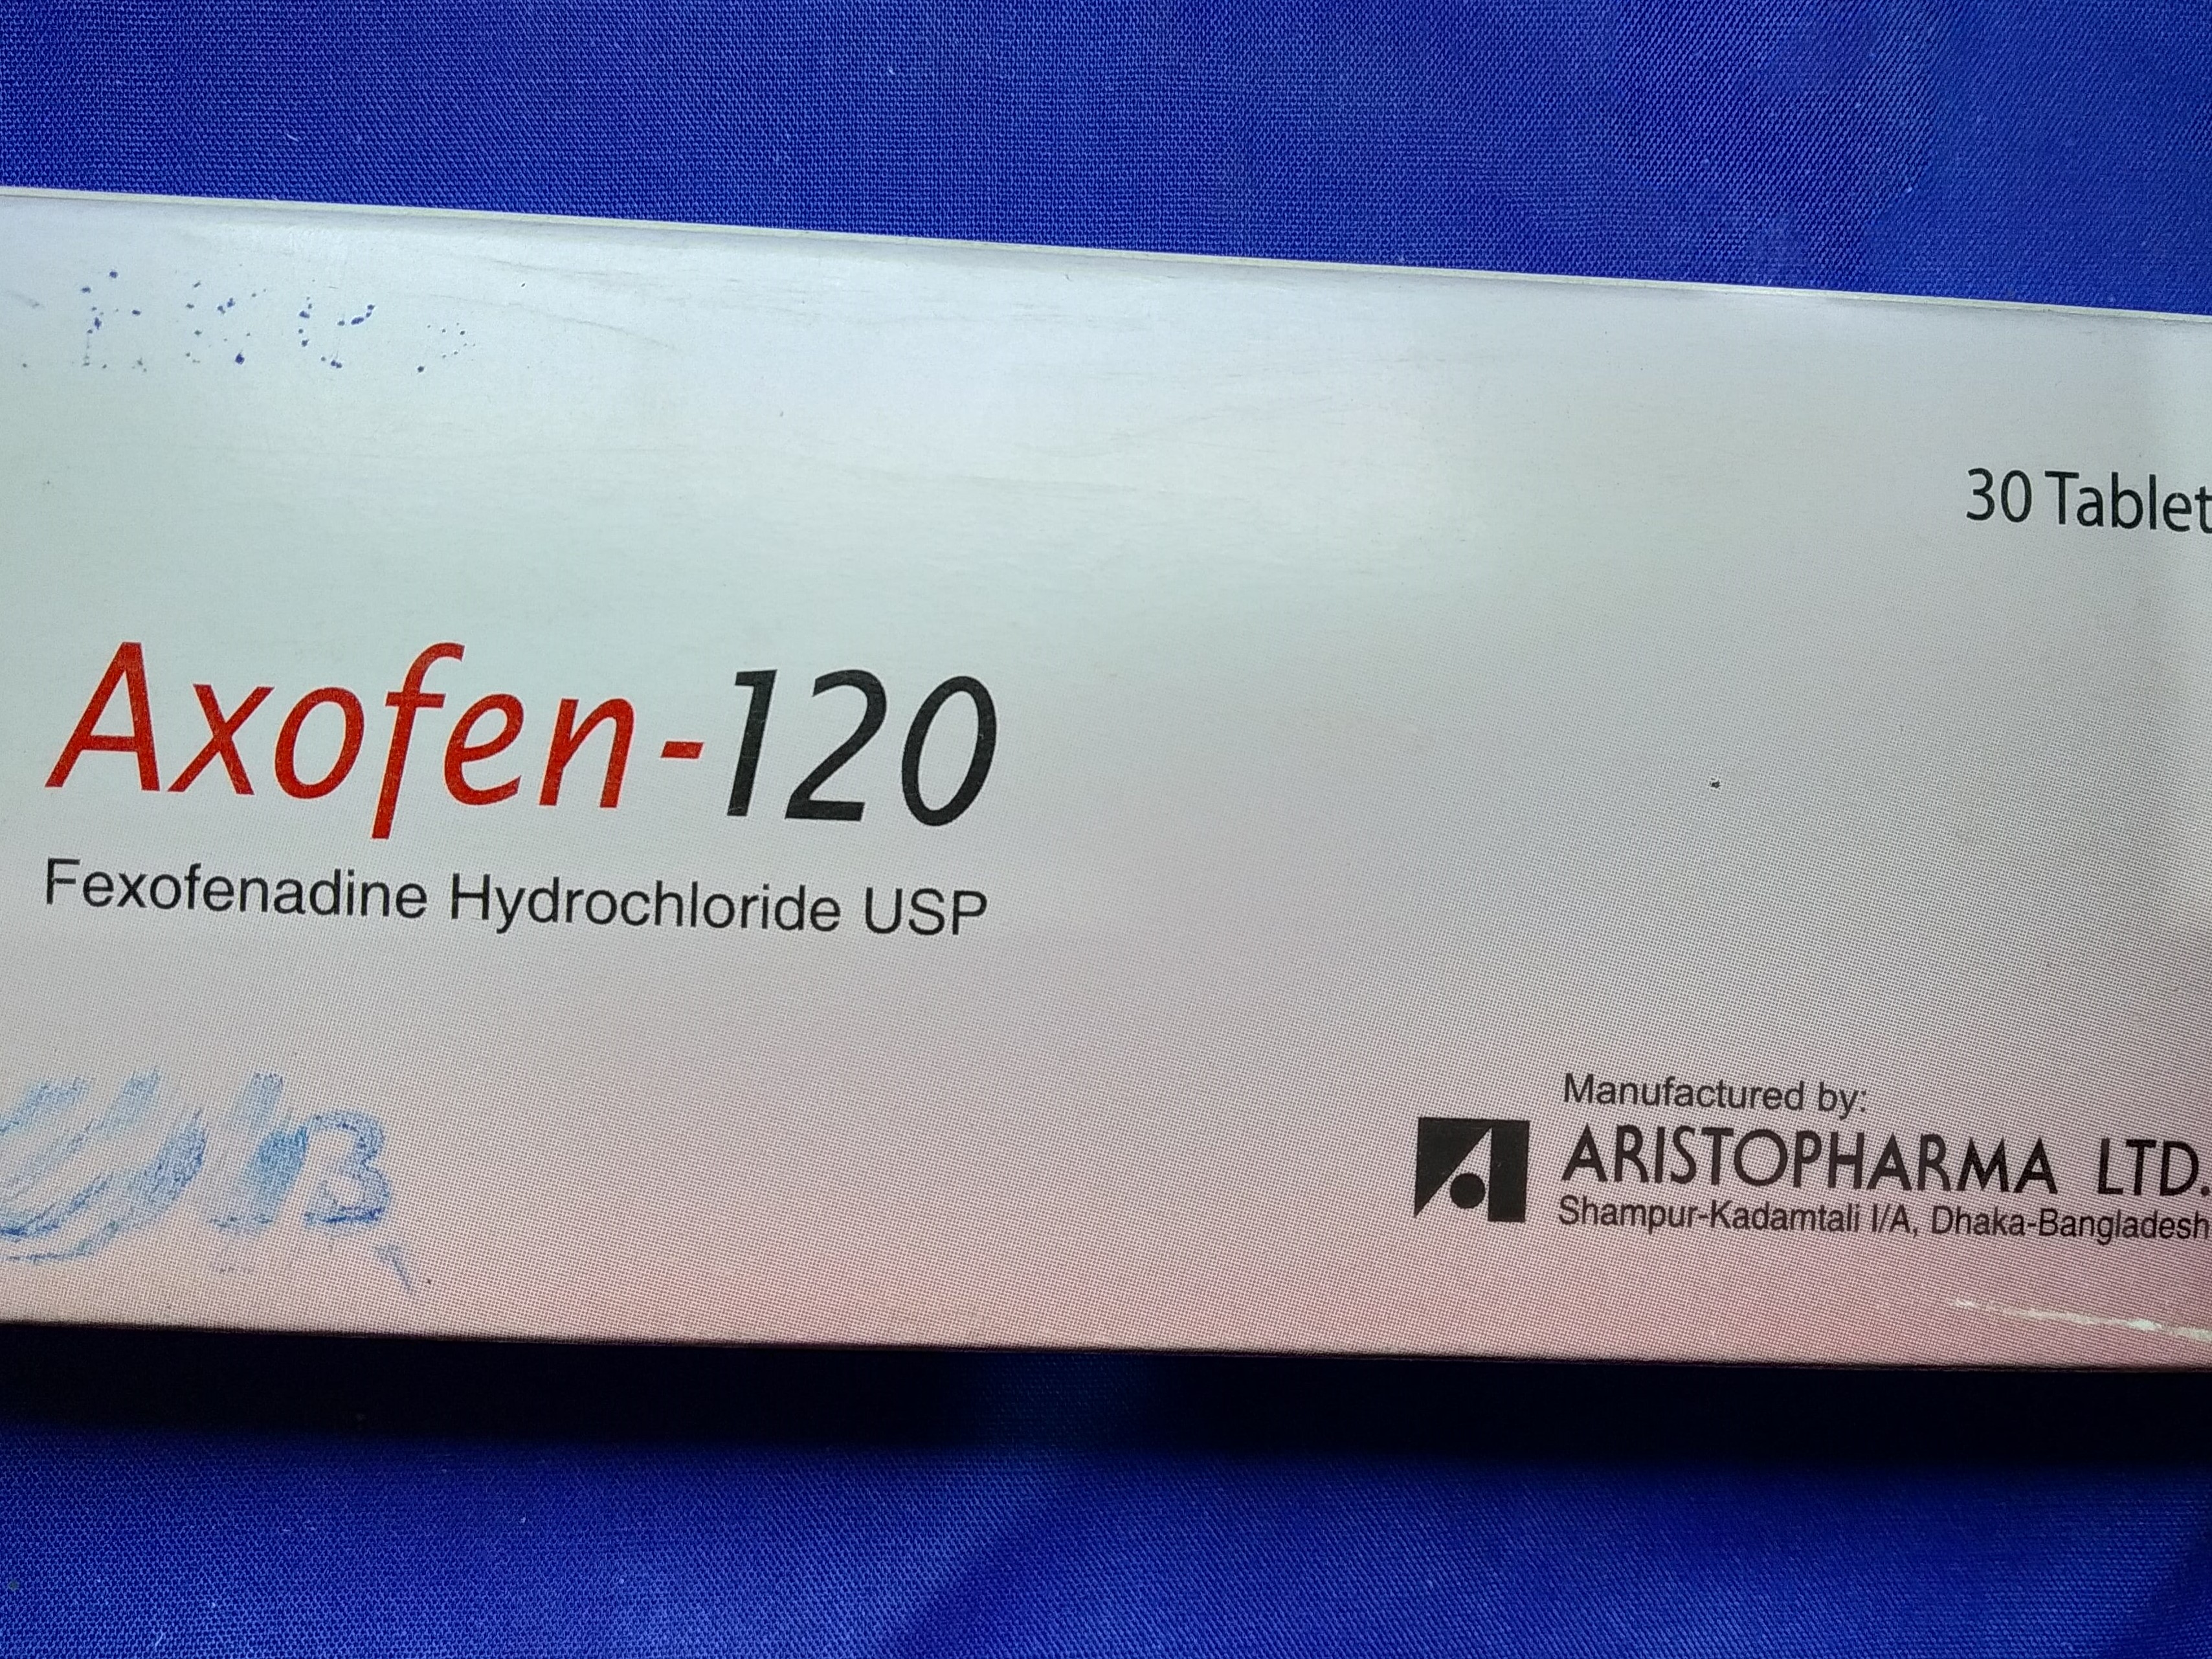 30 Tablet
Axofen-120
Fexofenadine Hydrochloride USP
Manufactured by:
ARISTOPHARMA LTD.
Shampur-Kadamtali I/A, Dhaka-Bangladesh